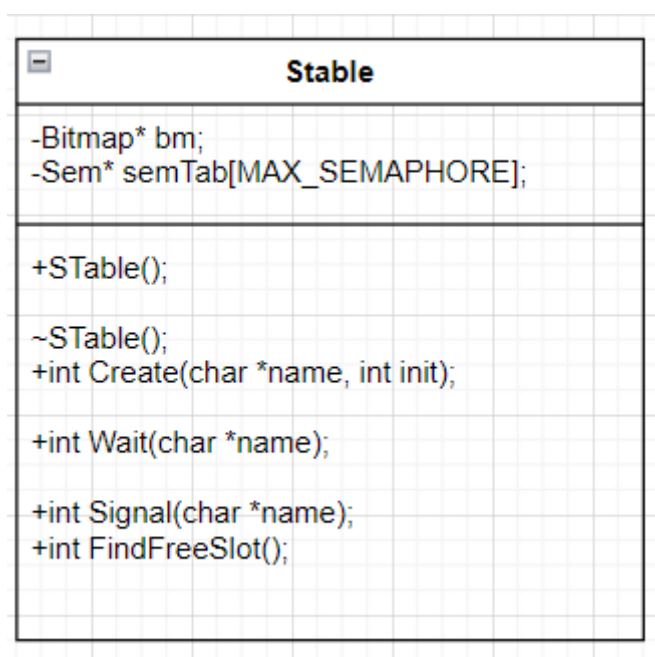 Stable
-Bitmap* bm;
-Sem* semTab[MAX_SEMAPHORE];
+STable();
~STable();
+int Create(char *name, int init);
+int Wait(char *name);
+int Signal(char *name);
+int FindFreeSlot();